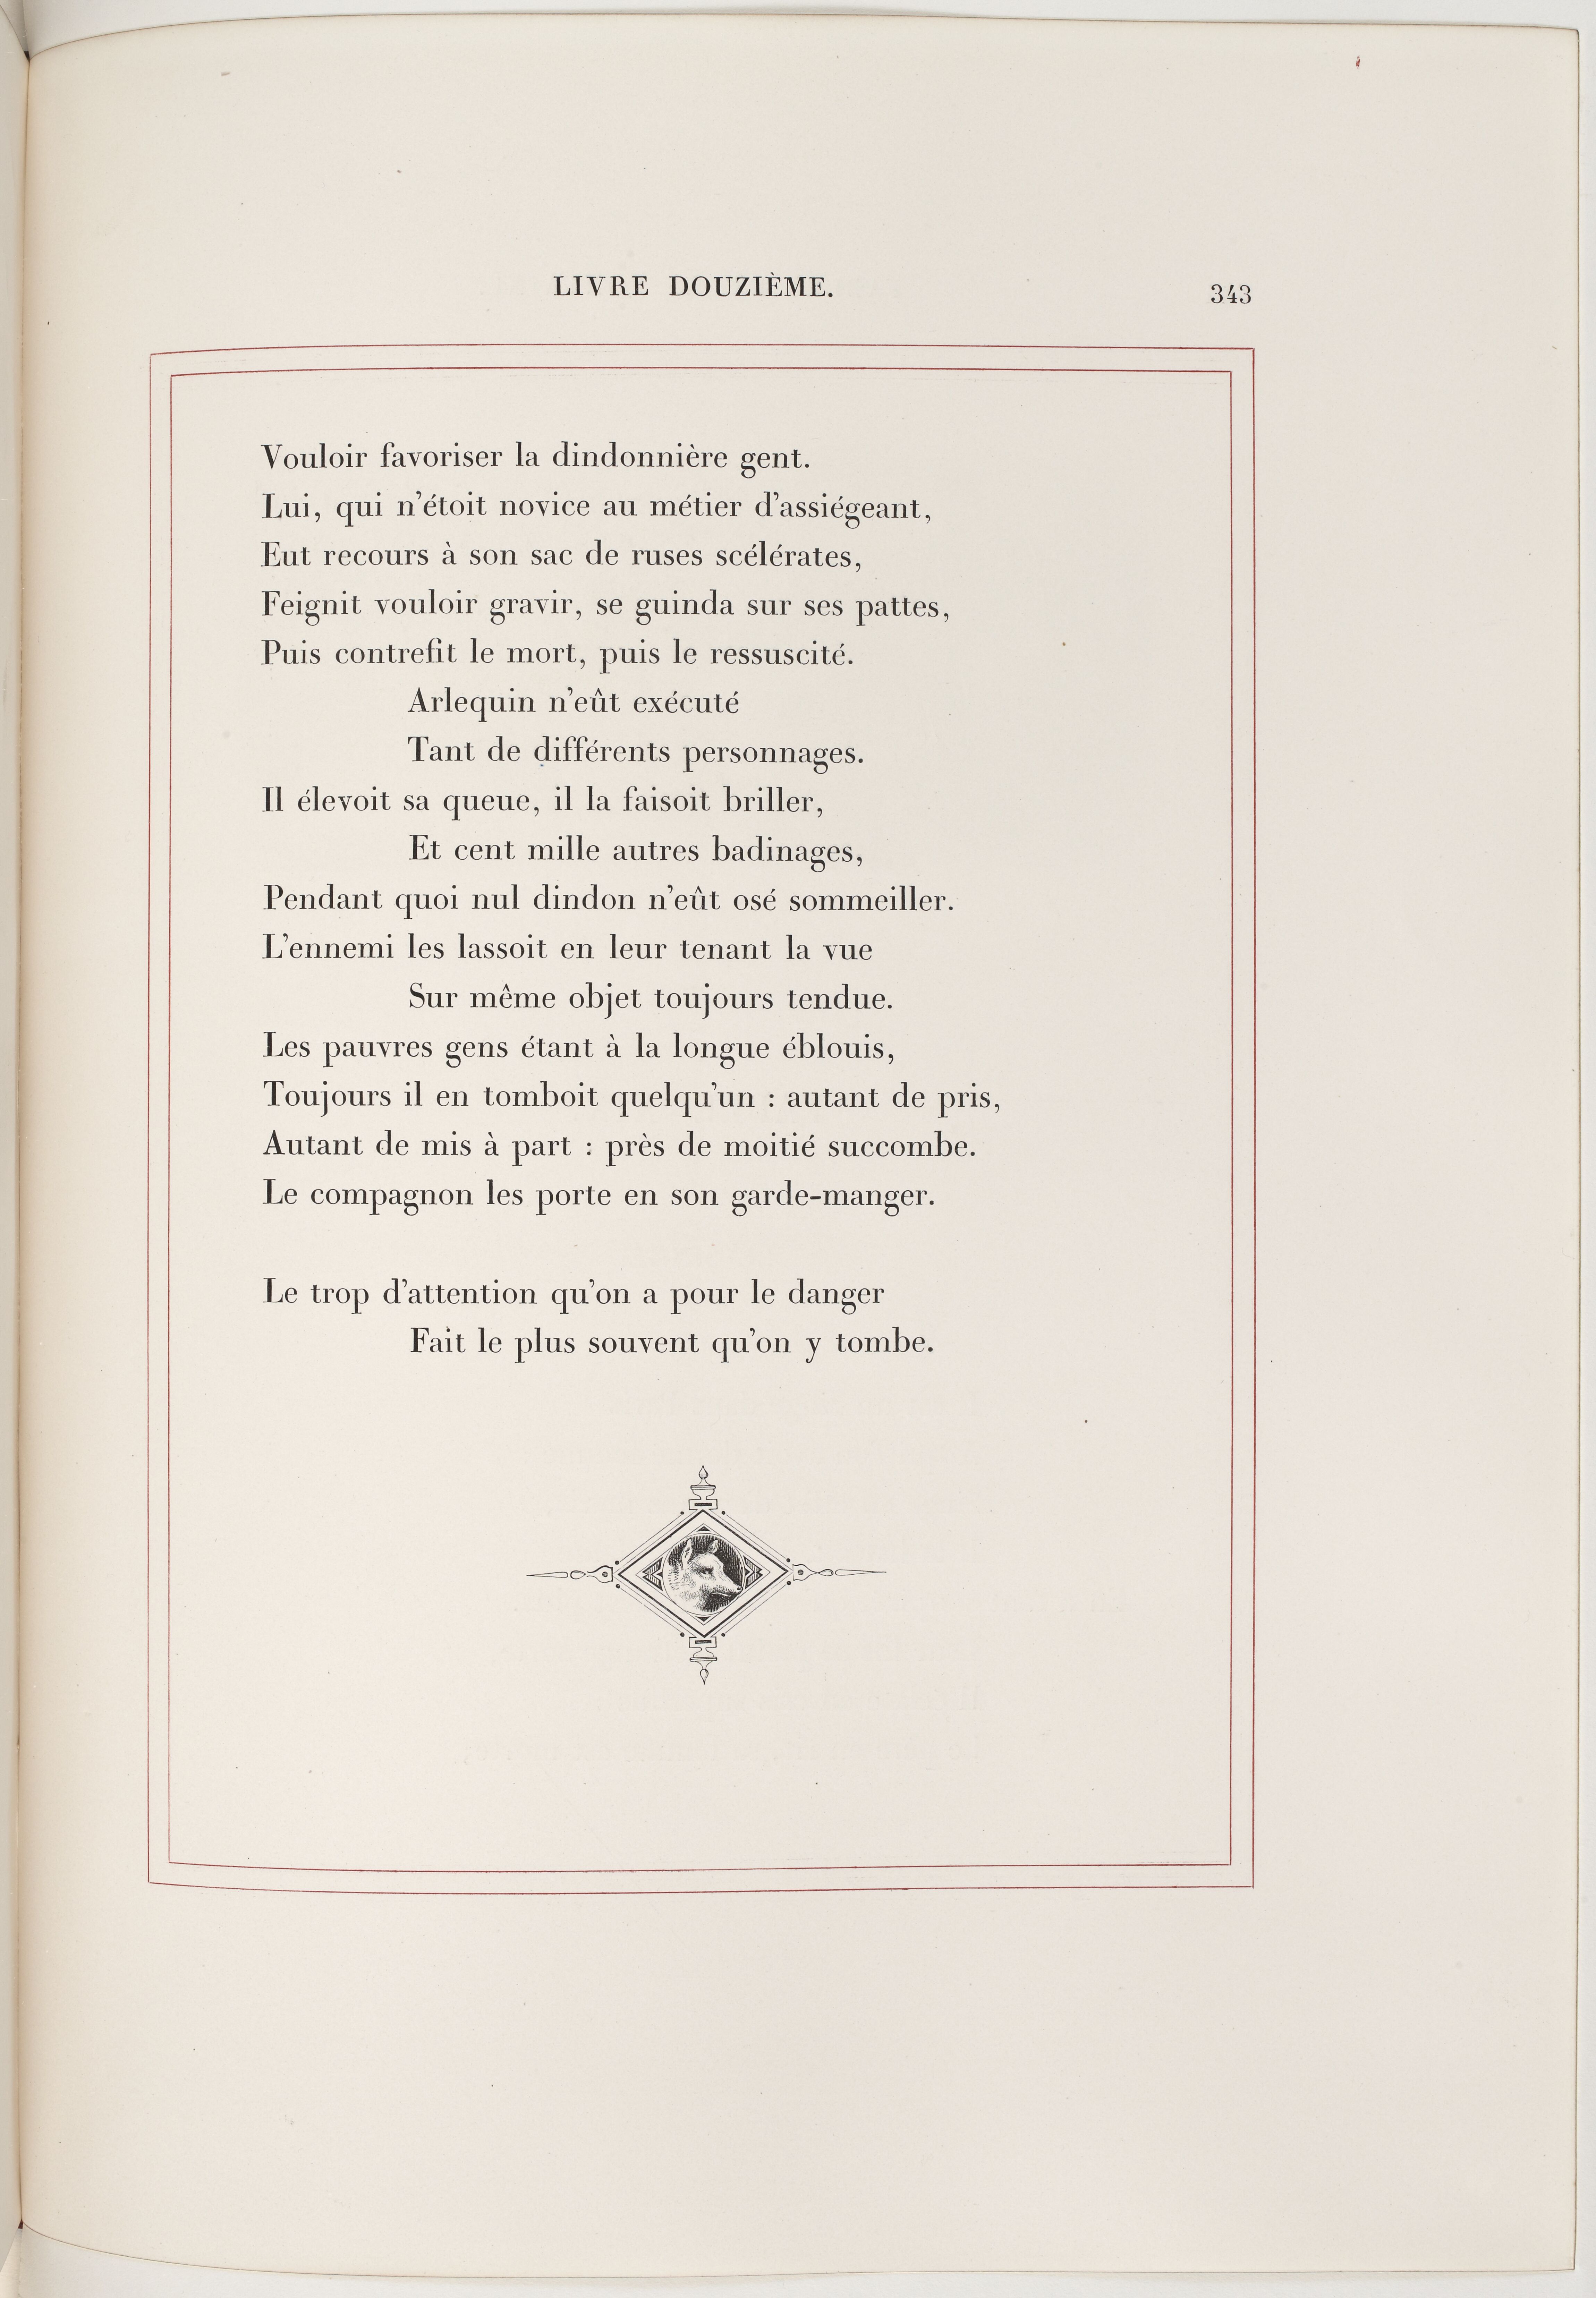 LIVRE DOUZIÈME.
343
Vouloir favoriser la dindonnière gent.
Lui, qui n'étoit novice au métier d'assiégeant,
Eut recours à son sac de ruses scélérates,
Feignit vouloir gravir, se guinda sur ses pattes,
Puis contrefit le mort, puis le ressuscité.
Arlequin n'eût exécuté
Tant de différents personnages.
Il élevoit sa queue, il la faisoit briller,
Et cent mille autres badinages,
Pendant quoi nul dindon n'eût osé sommeiller.
L'ennemi les lassoit en leur tenant la vue
Sur même objet toujours tendue.
Les pauvres gens étant à la longue éblouis,
Toujours il en tomboit quelqu'un : autant de pris,
Autant de mis à part : près de moitié succombe.
Le compagnon les porte en son garde-manger.
Le trop d'attention qu'on a pour le danger
Fait le plus souvent qu'on y tombe.